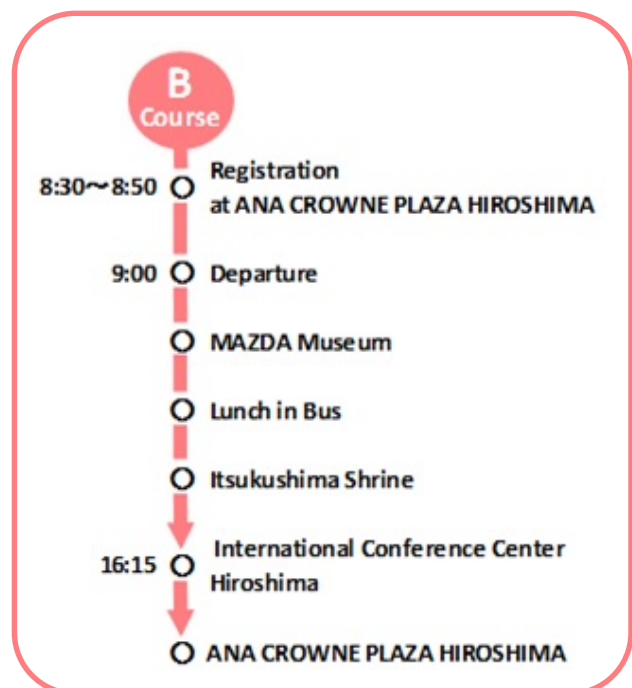 B
Course
8:30～8:50 Registration
at ANA CROWNE PLAZA HIROSHIMA
9:00 Departure
MAZDA Museum
Lunch in Bus
Itsukushima Shrine
16:15 International Conference Center
Hiroshima
ANA CROWNE PLAZA HIROSHIMA